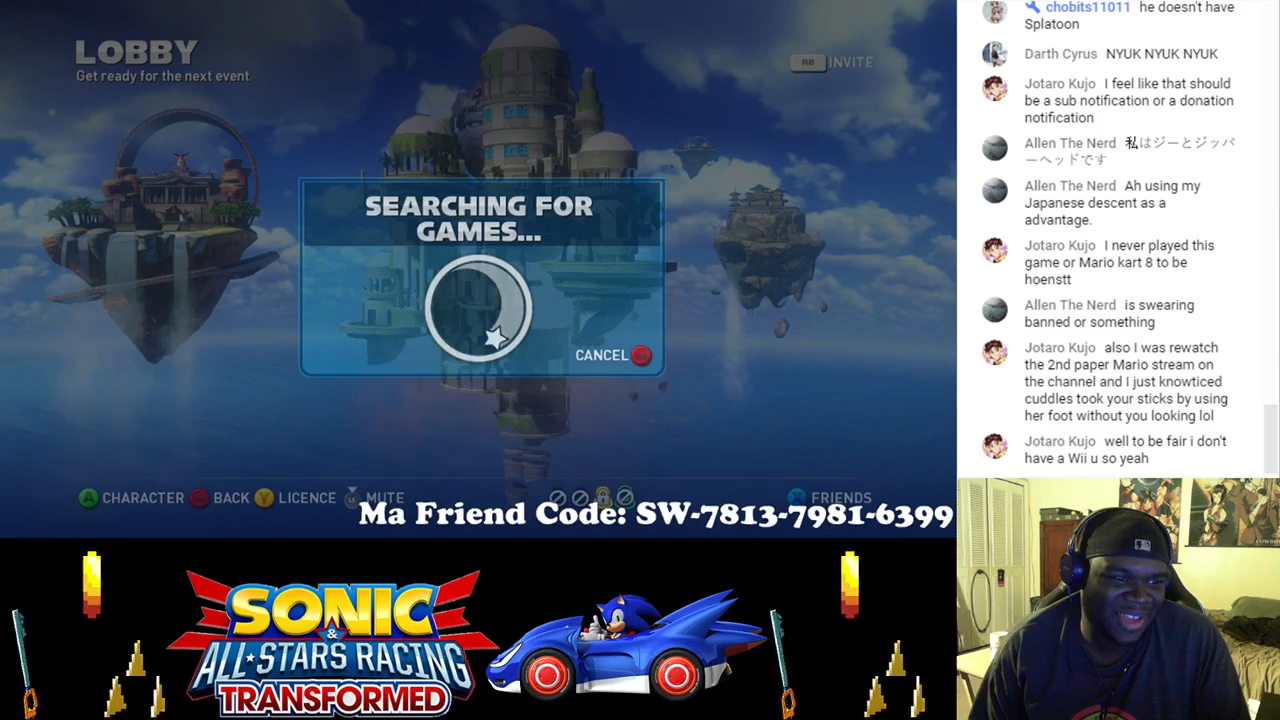 LOBBY
Get ready for the next event
RB INVITE
SEARCHING FOR
GAMES...
CANCEL
A CHARACTER BACK Y LICENCE MUTE
FRIENDS
Ma Friend Code: SW-7813-7981-6399
SONIC
&
ALL★STARS RACING
TRANSFORMED
chobits11011 he doesn't have
Splatoon
Darth Cyrus NYUK NYUK NYUK
Jotaro Kujo I feel like that should
be a sub notification or a donation
notification
Allen The Nerd 私はジーとジッパ
ーヘッドです
Allen The Nerd Ah using my
Japanese descent as a
advantage.
Jotaro Kujo I never played this
game or Mario kart 8 to be
hoenstt
Allen The Nerd is swearing
banned or something
Jotaro Kujo also I was rewatch
the 2nd paper Mario stream on
the channel and I just knowticed
cuddles took your sticks by using
her foot without you looking lol
Jotaro Kujo well to be fair i don't
have a Wii u so yeah